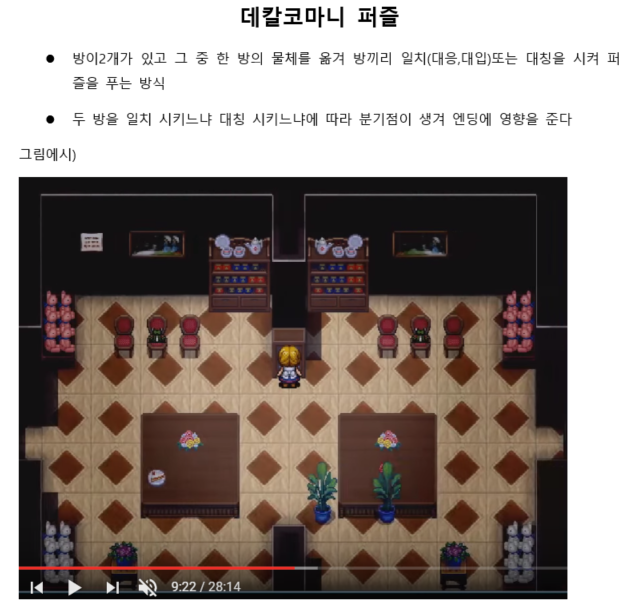 데칼코마니 퍼즐
● 방이2개가 있고 그 중 한 방의 물체를 옮겨 방끼리 일치(대응,대입)또는 대칭을 시켜 퍼
즐을 푸는 방식
● 두 방을 일치 시키느냐 대칭 시키느냐에 따라 분기점이 생겨 엔딩에 영향을 준다
그림에시)
9:22 / 28:14